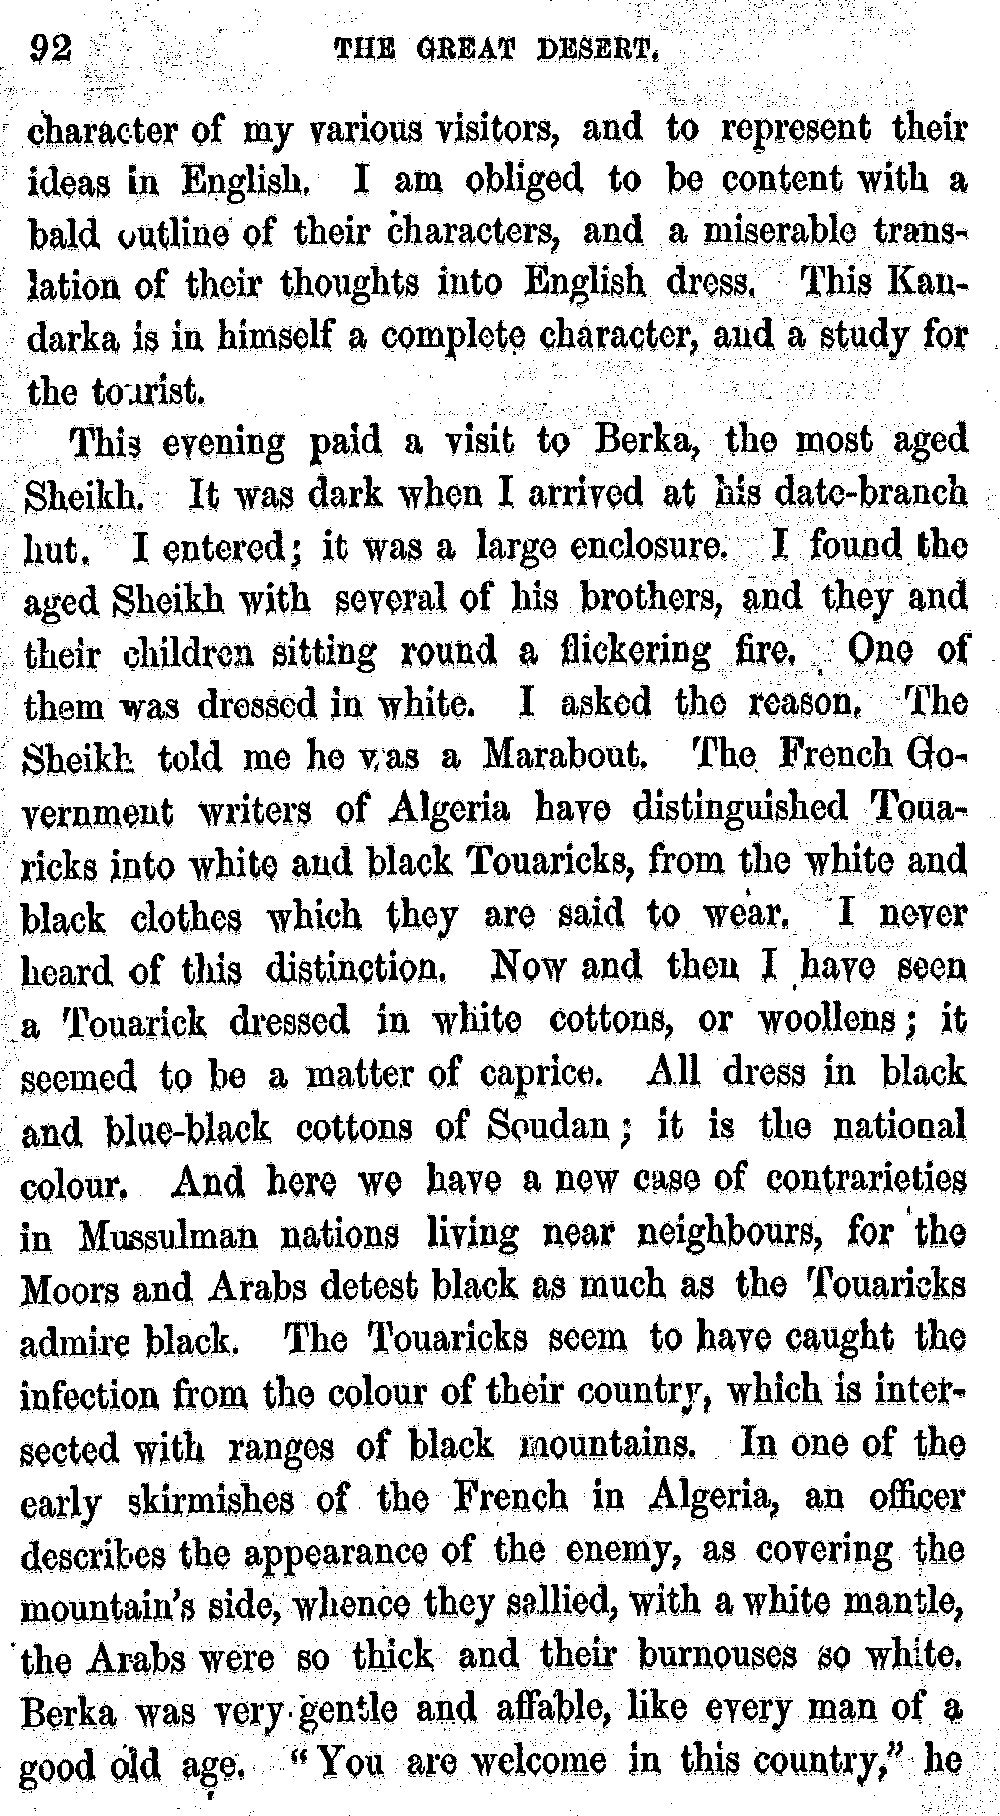 92 THE GREAT DESERT.
character of my various visitors, and to represent their
ideas in English. I am obliged to be content with a
bald outline of their characters, and a miserable trans-
lation of their thoughts into English dress. This Kan-
darka is in himself a complete character, and a study for
the tourist.
This evening paid a visit to Berka, the most aged
Sheikh. It was dark when I arrived at his date-branch
hut. I entered; it was a large enclosure. I found the
aged Sheikh with several of his brothers, and they and
their children sitting round a flickering fire. One of
them was dressed in white. I asked the reason. The
Sheikh told me he was a Marabout. The French Go-
vernment writers of Algeria have distinguished Toua-
ricks into white and black Touaricks, from the white and
black clothes which they are said to wear. I never
heard of this distinction. Now and then I have seen
a Touarick dressed in white cottons, or woollens; it
seemed to be a matter of caprice. All dress in black
and blue-black cottons of Soudan; it is the national
colour. And here we have a new case of contrarieties
in Mussulman nations living near neighbours, for the
Moors and Arabs detest black as much as the Touaricks
admire black. The Touaricks seem to have caught the
infection from the colour of their country, which is inter-
sected with ranges of black mountains. In one of the
early skirmishes of the French in Algeria, an officer
describes the appearance of the enemy, as covering the
mountain's side, whence they sallied, with a white mantle,
the Arabs were so thick and their burnouses so white.
Berka was very gentle and affable, like every man of a
good old age. "You are welcome in this country," he